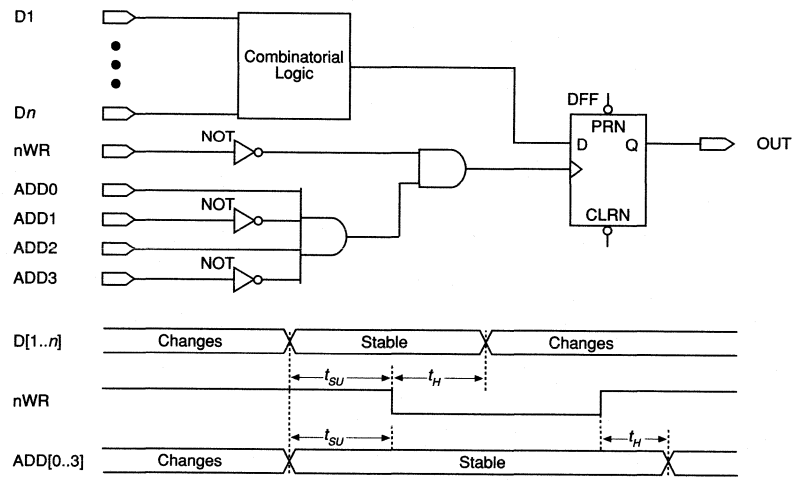 D1
Combinatorial
Logic
Dn
DFF
PRN
D Q
OUT
CLRN
nWR
NOT
ADD0
ADD1
NOT
ADD2
ADD3
NOT
D[1..n] Changes Stable Changes
tSU tH
nWR
tSU tH
ADD[0..3] Changes Stable